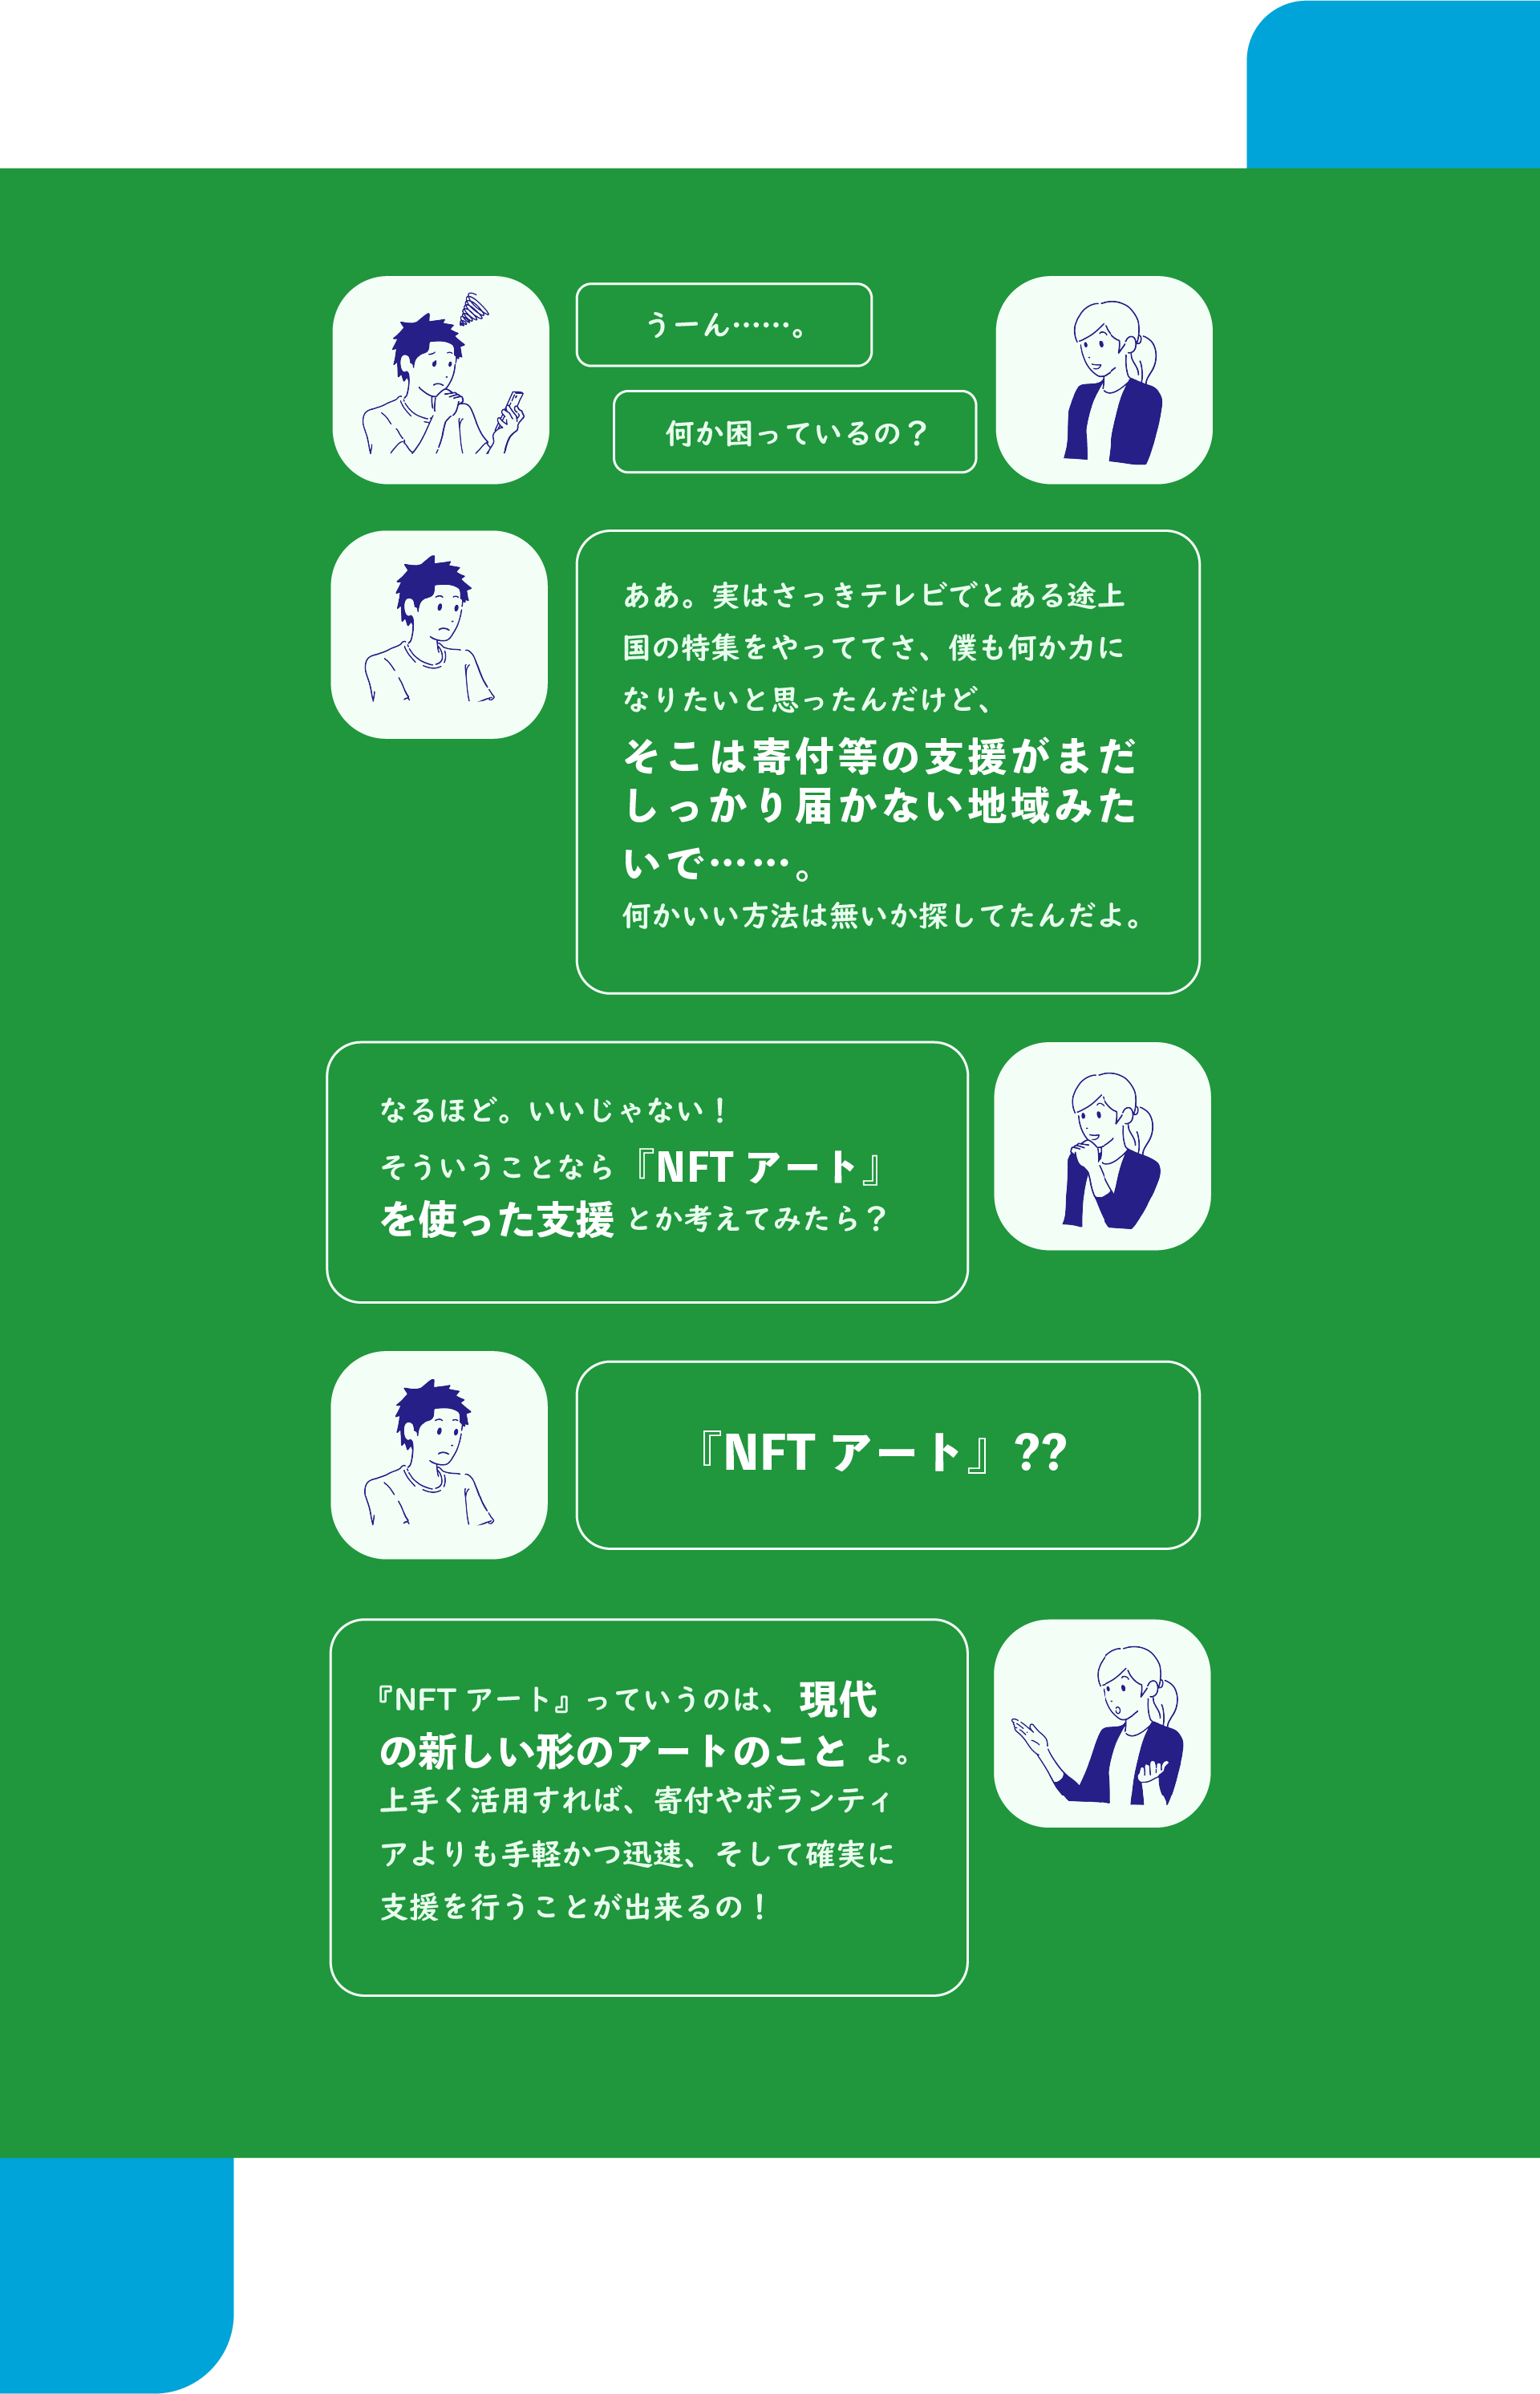 うーん……。
何か困っているの？
ああ。実はさっきテレビでとある途上
国の特集をやっててさ、僕も何か力に
なりたいと思ったんだけど、
そこは寄付等の支援がまだ
しっかり届かない地域みた
いで……。
何かいい方法は無いか探してたんだよ。
なるほど。いいじゃない！
そういうことなら『NFT アート』
を使った支援 とか考えてみたら？
『NFT アート』??
『NFT アート』っていうのは、現代
の新しい形のアートのこと よ。
上手く活用すれば、寄付やボランティ
アよりも手軽かつ迅速、そして確実に
支援を行うことが出来るの！